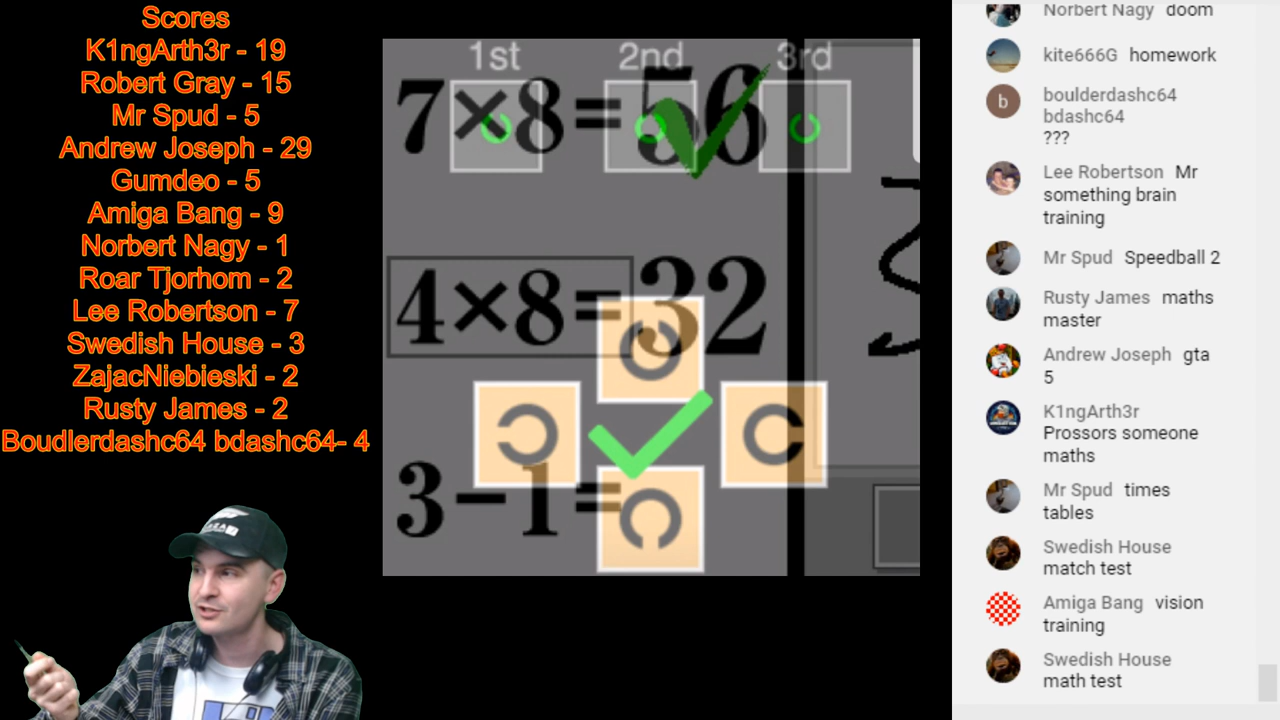 Scores
K1ngArth3r - 19
Robert Gray - 15
Mr Spud - 5
Andrew Joseph - 29
Gumdeo - 5
Amiga Bang - 9
Norbert Nagy - 1
Roar Tjorhom - 2
Lee Robertson - 7
Swedish House - 3
ZajacNiebieski - 2
Rusty James - 2
Boudlerdashc64 bdashc64- 4
1st 2nd 3rd
7×8=56
4×8=32
3−1=
Norbert Nagy doom
kite666G homework
b
boulderdashc64
bdashc64
???
Lee Robertson Mr
something brain
training
Mr Spud Speedball 2
Rusty James maths
master
Andrew Joseph gta
5
K1ngArth3r
Prossors someone
maths
Mr Spud times
tables
Swedish House
match test
Amiga Bang vision
training
Swedish House
math test